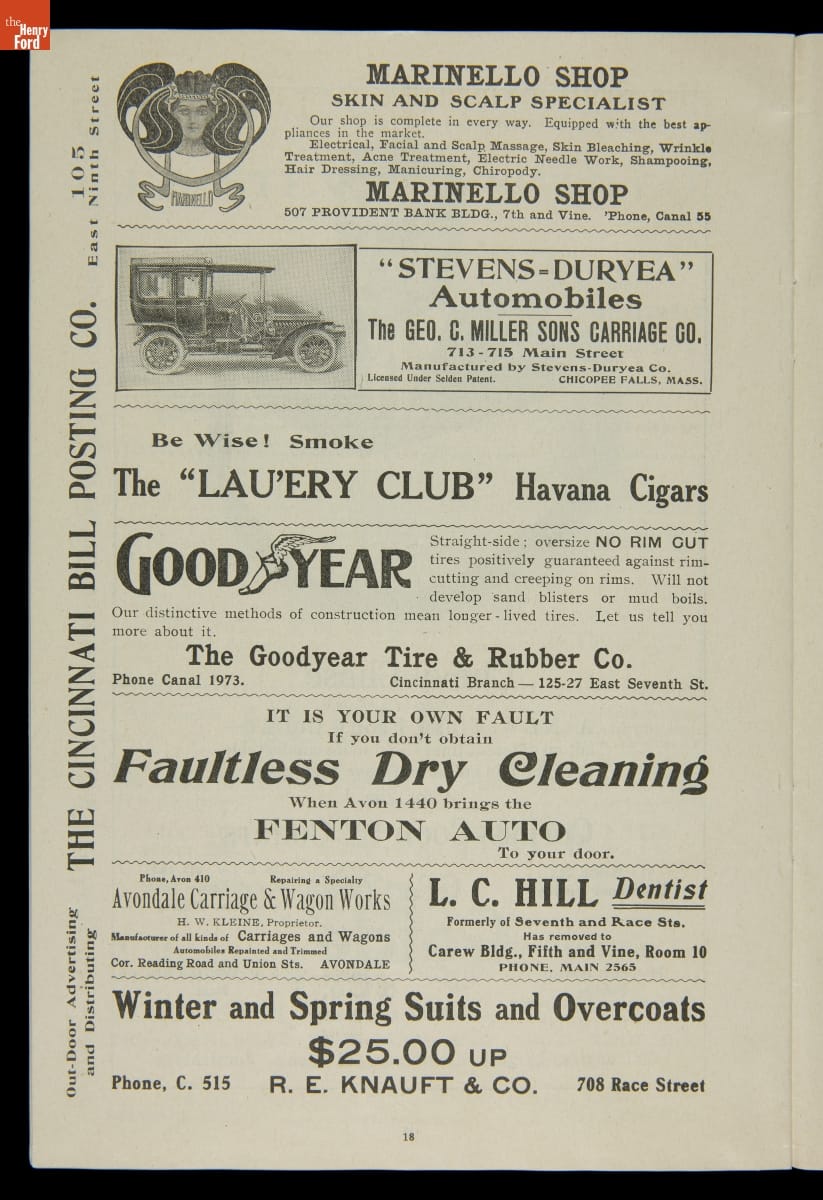 the
Henry
Ford
MARINELLO SHOP
SKIN AND SCALP SPECIALIST
Our shop is complete in every way. Equipped with the best ap-
pliances in the market.
Electrical, Facial and Scalp Massage, Skin Bleaching, Wrinkle
Treatment, Acne Treatment, Electric Needle Work, Shampooing,
Hair Dressing, Manicuring, Chiropody.
MARINELLO SHOP
507 PROVIDENT BANK BLDG., 7th and Vine. 'Phone, Canal 55
MARINELLO
"STEVENS=DURYEA"
Automobiles
The GEO. C. MILLER SONS CARRIAGE CO.
713-715 Main Street
Manufactured by Stevens-Duryea Co.
Licensed Under Selden Patent. CHICOPEE FALLS, MASS.
Be Wise! Smoke
The "LAU'ERY CLUB" Havana Cigars
GOOD YEAR
Straight-side; oversize NO RIM CUT
tires positively guaranteed against rim-
cutting and creeping on rims. Will not
develop sand blisters or mud boils.
Our distinctive methods of construction mean longer-lived tires. Let us tell you
more about it.
The Goodyear Tire & Rubber Co.
Phone Canal 1973. Cincinnati Branch — 125-27 East Seventh St.
IT IS YOUR OWN FAULT
If you don't obtain
Faultless Dry Cleaning
When Avon 1440 brings the
FENTON AUTO
To your door.
Phone, Avon 410 Repairing a Specialty
Avondale Carriage & Wagon Works
H. W. KLEINE, Proprietor.
Manufacturer of all kinds of Carriages and Wagons
Automobiles Repainted and Trimmed
Cor. Reading Road and Union Sts. AVONDALE
L. C. HILL Dentist
Formerly of Seventh and Race Sts.
Has removed to
Carew Bldg., Fifth and Vine, Room 10
PHONE, MAIN 2565
Winter and Spring Suits and Overcoats
$25.00 UP
Phone, C. 515 R. E. KNAUFT & CO. 708 Race Street
18
Out-Door Advertising
and Distributing
THE CINCINNATI BILL POSTING CO.
105
East Ninth Street